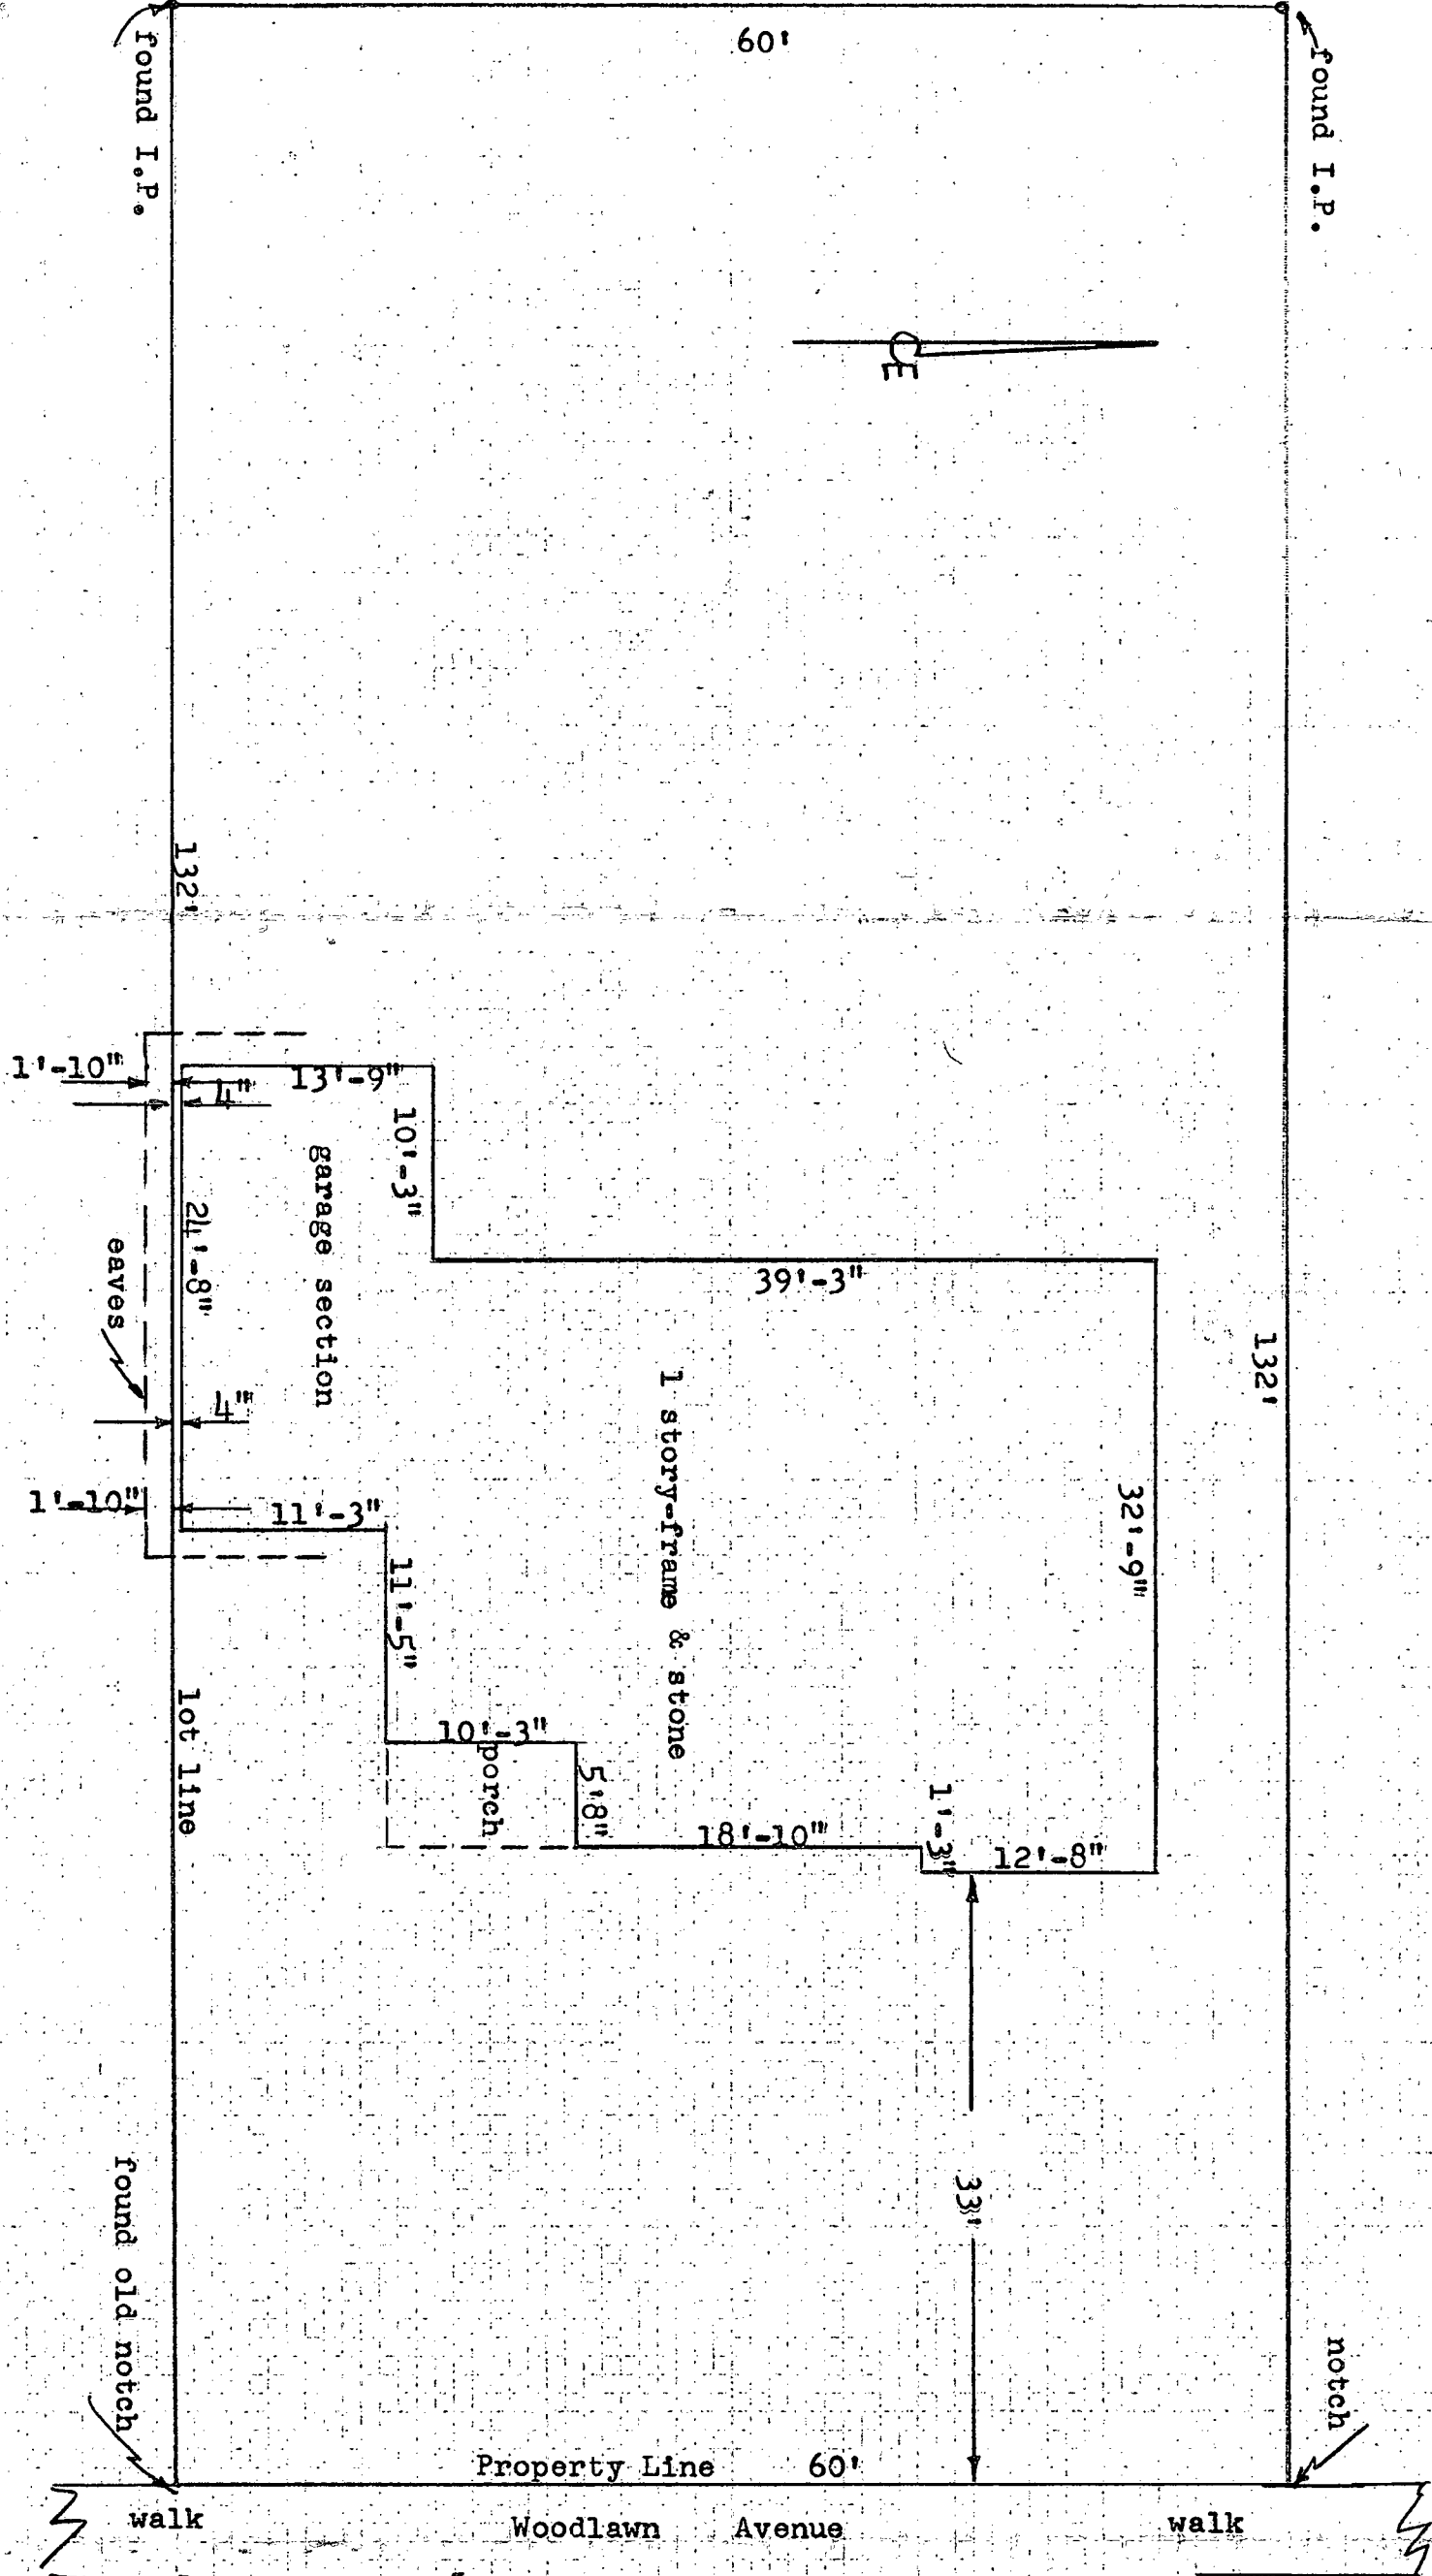 found I.P.
60'
found I.P.
CE
132'
132'
1'-10"
4"
13'-9"
10'-3"
garage section
24'-8"
eaves
39'-3"
4"
1'-10"
11'-3"
1 story-frame & stone
32'-9"
11'-5"
10'-3"
porch
5'8"
18'-10"
1'-3"
12'-8"
lot line
33'
found old notch
notch
Property Line 60'
walk
Woodlawn Avenue
walk